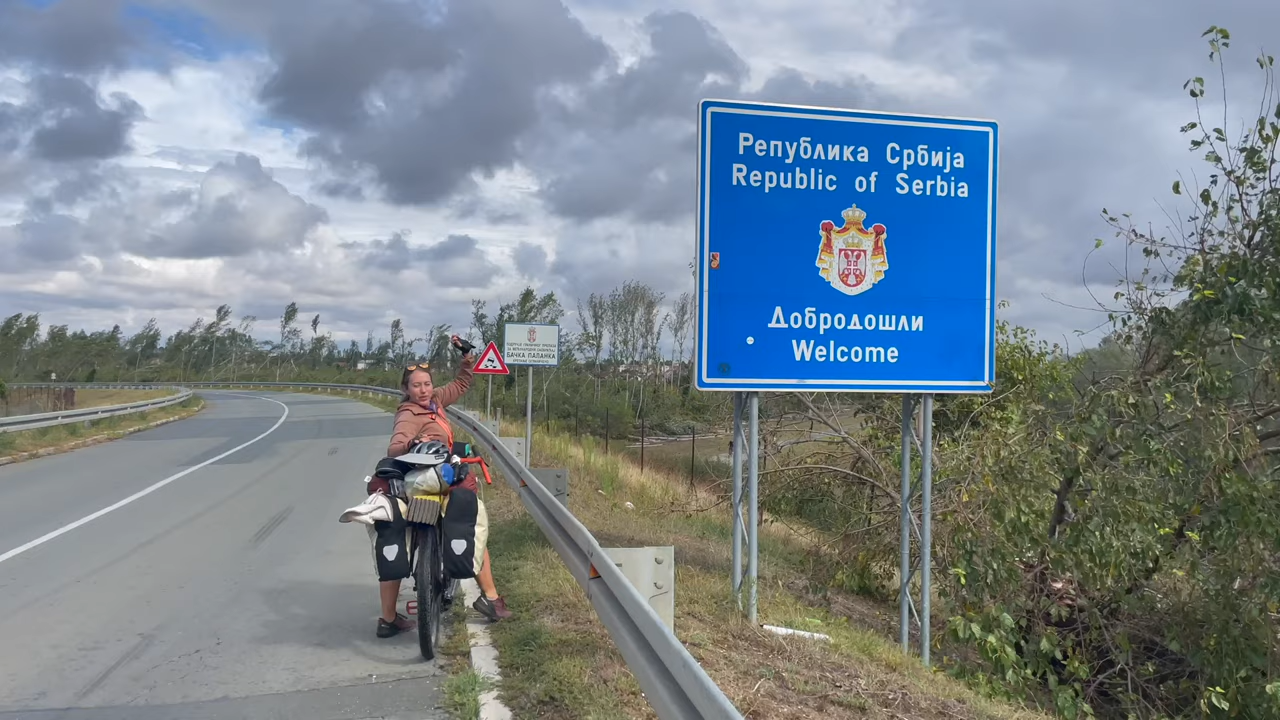 Република Србија
Republic of Serbia
Добродошли
Welcome
БАЧКА ПАЛАНКА